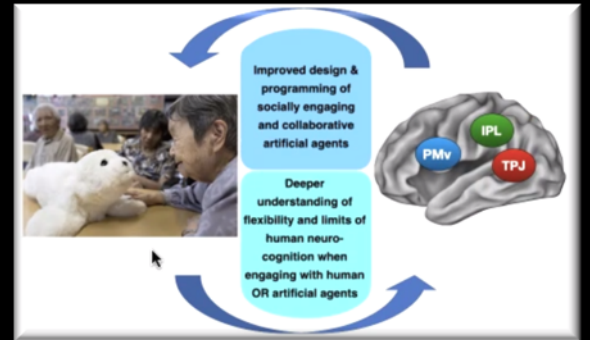 Improved design &
programming of
socially engaging
and collaborative
artificial agents
Deeper
understanding of
flexibility and limits of
human neuro-
cognition when
engaging with human
OR artificial agents
PMv
IPL
TPJ